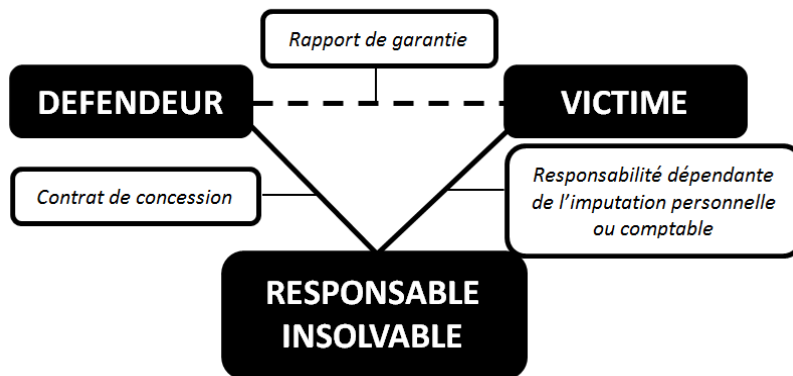 Rapport de garantie
DEFENDEUR
VICTIME
Contrat de concession
Responsabilité dépendante
de l'imputation personnelle
ou comptable
RESPONSABLE
INSOLVABLE